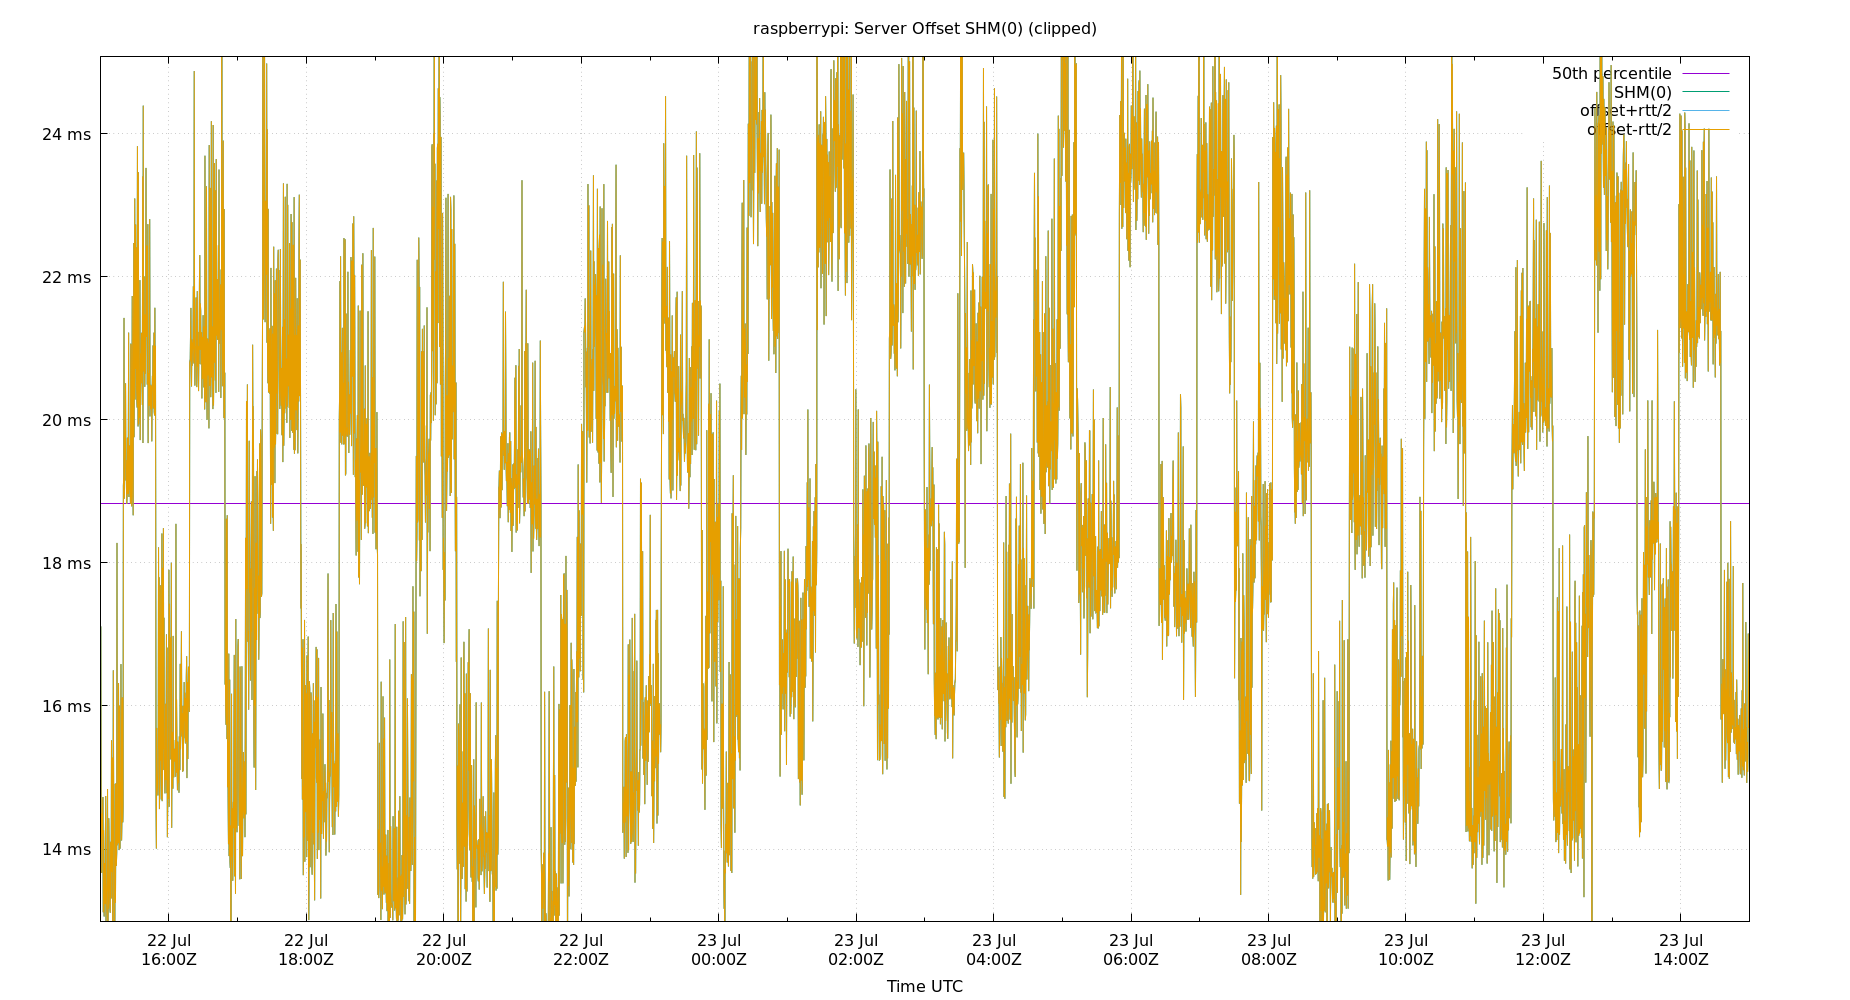 raspberrypi: Server Offset SHM(0) (clipped)
50th percentile
SHM(0)
offset+rtt/2
offset-rtt/2
24 ms
22 ms
20 ms
18 ms
16 ms
14 ms
22 Jul 22 Jul 22 Jul 22 Jul 23 Jul 23 Jul 23 Jul 23 Jul 23 Jul 23 Jul 23 Jul 23 Jul
16:00Z 18:00Z 20:00Z 22:00Z 00:00Z 02:00Z 04:00Z 06:00Z 08:00Z 10:00Z 12:00Z 14:00Z
Time UTC